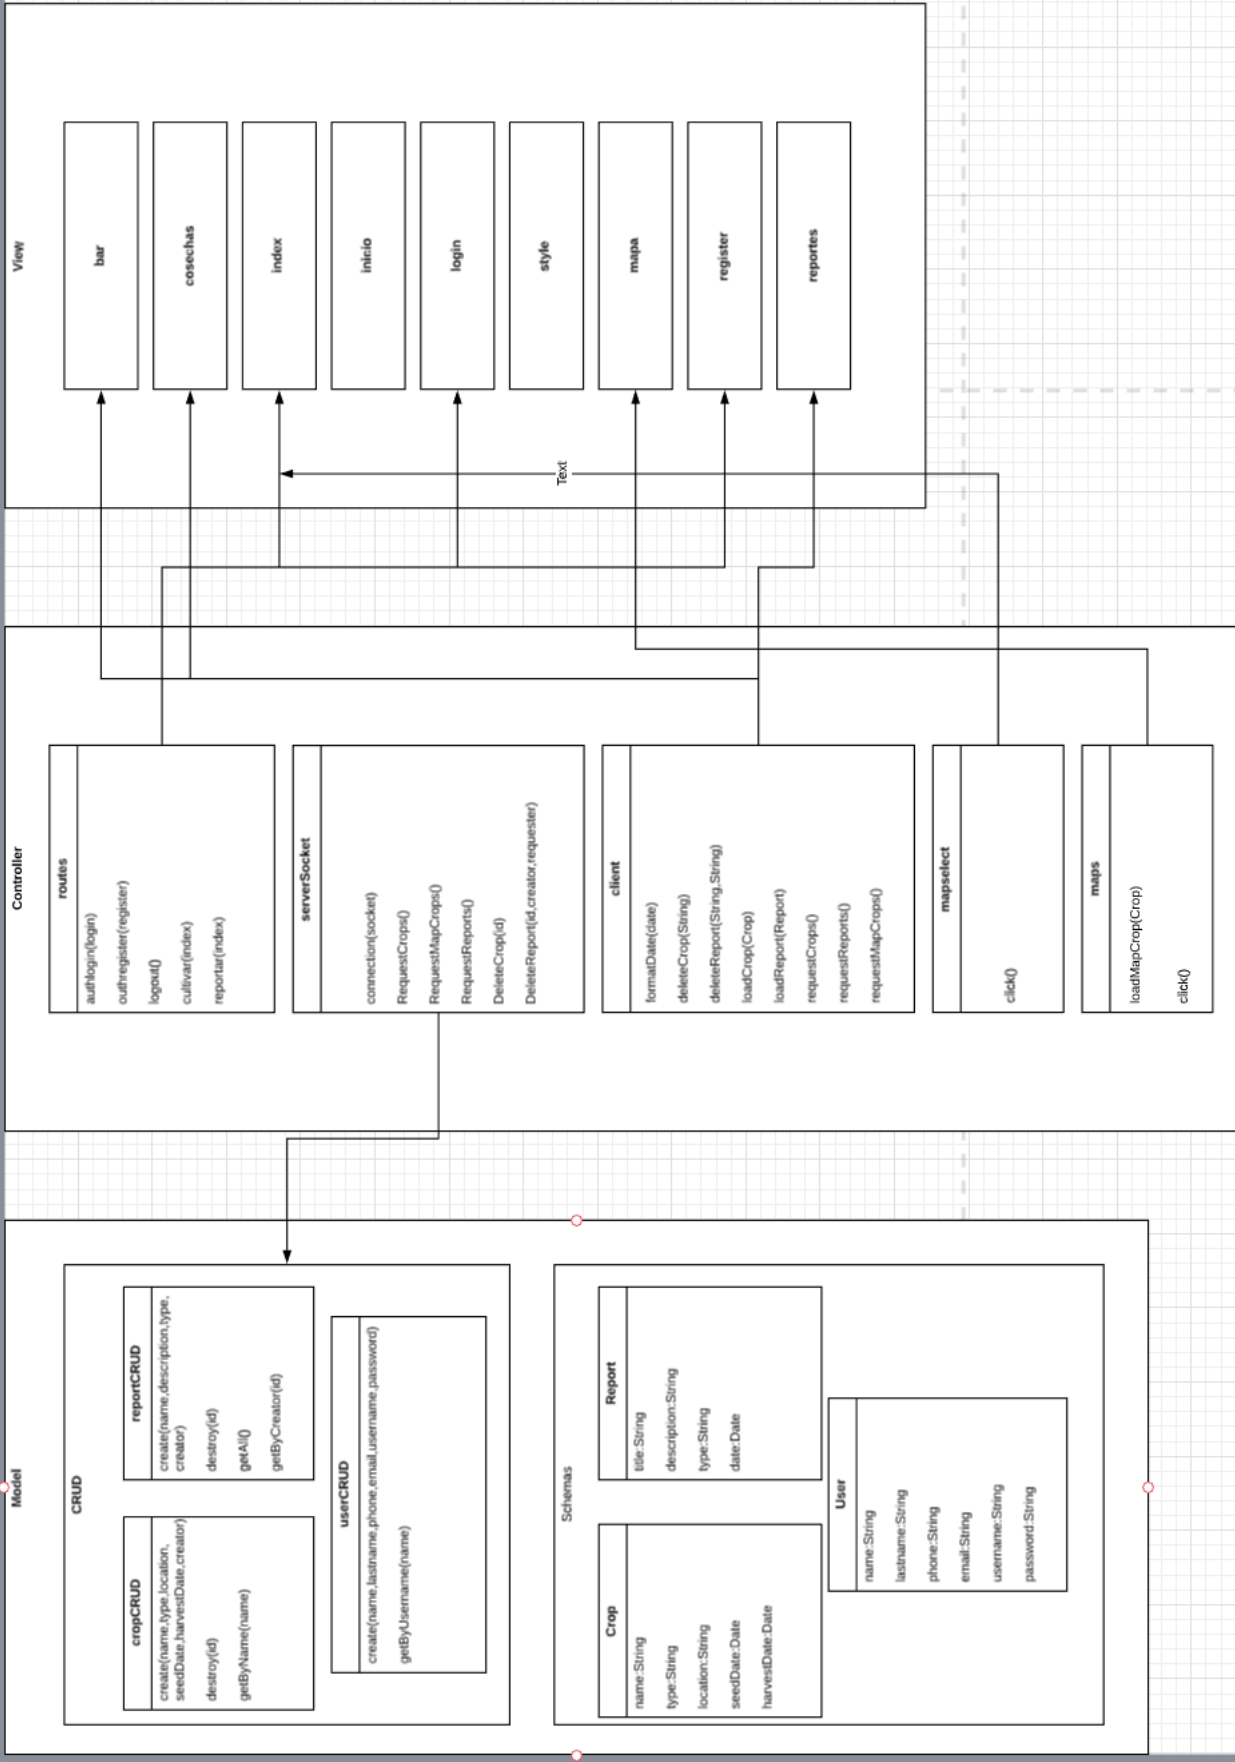 Model
CRUD
cropCRUD
create(name,type,location,
seedDate,harvestDate,creator)
destroy(id)
getByName(name)
reportCRUD
create(name,description,type,
creator)
destroy(id)
getAll()
getByCreator(id)
userCRUD
create(name,lastname,phone,email,username,password)
getByUsername(name)
Schemas
Crop
name:String
type:String
location:String
seedDate:Date
harvestDate:Date
Report
title:String
description:String
type:String
date:Date
User
name:String
lastname:String
phone:String
email:String
username:String
password:String
Controller
routes
authlogin(login)
outhregister(register)
logout()
cultivar(index)
reportar(index)
serverSocket
connection(socket)
RequestCrops()
RequestMapCrops()
RequestReports()
DeleteCrop(id)
DeleteReport(id,creator,requester)
client
formatDate(date)
deleteCrop(String)
deleteReport(String,String)
loadCrop(Crop)
loadReport(Report)
requestCrops()
requestReports()
requestMapCrops()
mapselect
click()
maps
loadMapCrop(Crop)
click()
View
bar
cosechas
index
inicio
login
style
mapa
register
reportes
Text